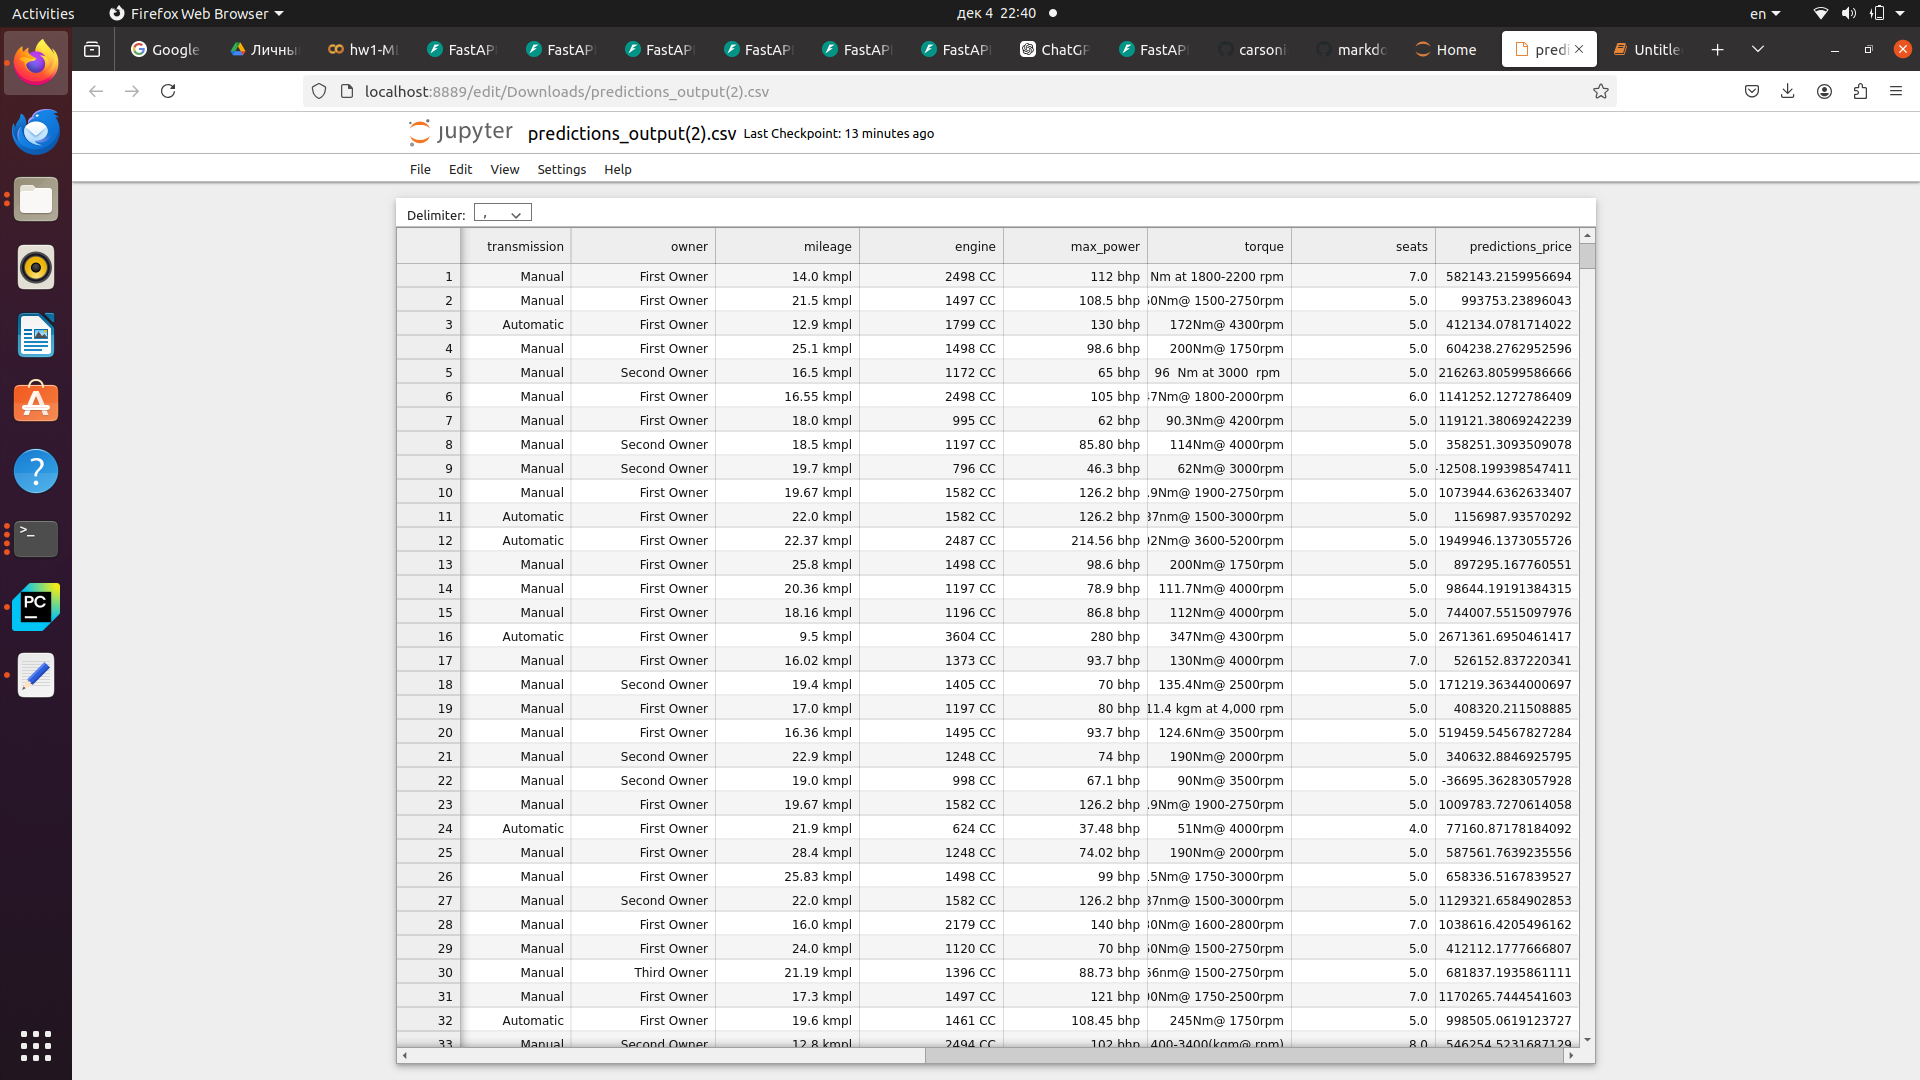 Activities Firefox Web Browser дек 4 22:40 en
Google Личны hw1-ML FastAP FastAP FastAP FastAP FastAP FastAP ChatGP FastAP carsoni markdo Home predi Untitle
localhost:8889/edit/Downloads/predictions_output(2).csv
jupyter predictions_output(2).csv Last Checkpoint: 13 minutes ago
File Edit View Settings Help
Delimiter: ,
transmission owner mileage engine max_power torque seats predictions_price
1 Manual First Owner 14.0 kmpl 2498 CC 112 bhp Nm at 1800-2200 rpm 7.0 582143.2159956694
2 Manual First Owner 21.5 kmpl 1497 CC 108.5 bhp 0Nm@ 1500-2750rpm 5.0 993753.23896043
3 Automatic First Owner 12.9 kmpl 1799 CC 130 bhp 172Nm@ 4300rpm 5.0 412134.0781714022
4 Manual First Owner 25.1 kmpl 1498 CC 98.6 bhp 200Nm@ 1750rpm 5.0 604238.2762952596
5 Manual Second Owner 16.5 kmpl 1172 CC 65 bhp 96 Nm at 3000 rpm 5.0 216263.80599586666
6 Manual First Owner 16.55 kmpl 2498 CC 105 bhp 7Nm@ 1800-2000rpm 6.0 1141252.1272786409
7 Manual First Owner 18.0 kmpl 995 CC 62 bhp 90.3Nm@ 4200rpm 5.0 119121.38069242239
8 Manual Second Owner 18.5 kmpl 1197 CC 85.80 bhp 114Nm@ 4000rpm 5.0 358251.3093509078
9 Manual Second Owner 19.7 kmpl 796 CC 46.3 bhp 62Nm@ 3000rpm 5.0 -12508.199398547411
10 Manual First Owner 19.67 kmpl 1582 CC 126.2 bhp .9Nm@ 1900-2750rpm 5.0 1073944.6362633407
11 Automatic First Owner 22.0 kmpl 1582 CC 126.2 bhp 37nm@ 1500-3000rpm 5.0 1156987.93570292
12 Automatic First Owner 22.37 kmpl 2487 CC 214.56 bhp 2Nm@ 3600-5200rpm 5.0 1949946.1373055726
13 Manual First Owner 25.8 kmpl 1498 CC 98.6 bhp 200Nm@ 1750rpm 5.0 897295.167760551
14 Manual First Owner 20.36 kmpl 1197 CC 78.9 bhp 111.7Nm@ 4000rpm 5.0 98644.19191384315
15 Manual First Owner 18.16 kmpl 1196 CC 86.8 bhp 112Nm@ 4000rpm 5.0 744007.5515097976
16 Automatic First Owner 9.5 kmpl 3604 CC 280 bhp 347Nm@ 4300rpm 5.0 2671361.6950461417
17 Manual First Owner 16.02 kmpl 1373 CC 93.7 bhp 130Nm@ 4000rpm 7.0 526152.837220341
18 Manual Second Owner 19.4 kmpl 1405 CC 70 bhp 135.4Nm@ 2500rpm 5.0 171219.36344000697
19 Manual First Owner 17.0 kmpl 1197 CC 80 bhp 11.4 kgm at 4,000 rpm 5.0 408320.211508885
20 Manual First Owner 16.36 kmpl 1495 CC 93.7 bhp 124.6Nm@ 3500rpm 5.0 519459.54567827284
21 Manual Second Owner 22.9 kmpl 1248 CC 74 bhp 190Nm@ 2000rpm 5.0 340632.8846925795
22 Manual Second Owner 19.0 kmpl 998 CC 67.1 bhp 90Nm@ 3500rpm 5.0 -36695.36283057928
23 Manual First Owner 19.67 kmpl 1582 CC 126.2 bhp .9Nm@ 1900-2750rpm 5.0 1009783.7270614058
24 Automatic First Owner 21.9 kmpl 624 CC 37.48 bhp 51Nm@ 4000rpm 4.0 77160.87178184092
25 Manual First Owner 28.4 kmpl 1248 CC 74.02 bhp 190Nm@ 2000rpm 5.0 587561.7639235556
26 Manual First Owner 25.83 kmpl 1498 CC 99 bhp .5Nm@ 1750-3000rpm 5.0 658336.5167839527
27 Manual Second Owner 22.0 kmpl 1582 CC 126.2 bhp 37nm@ 1500-3000rpm 5.0 1129321.6584902853
28 Manual First Owner 16.0 kmpl 2179 CC 140 bhp 30Nm@ 1600-2800rpm 7.0 1038616.4205496162
29 Manual First Owner 24.0 kmpl 1120 CC 70 bhp 0Nm@ 1500-2750rpm 5.0 412112.1777666807
30 Manual Third Owner 21.19 kmpl 1396 CC 88.73 bhp 6nm@ 1500-2750rpm 5.0 681837.1935861111
31 Manual First Owner 17.3 kmpl 1497 CC 121 bhp 0Nm@ 1750-2500rpm 7.0 1170265.7444541603
32 Automatic First Owner 19.6 kmpl 1461 CC 108.45 bhp 245Nm@ 1750rpm 5.0 998505.0619123727
33 Manual Second Owner 12.8 kmpl 2494 CC 102 bhp 400-3400(kgm@ rpm) 8.0 546254.5231687129